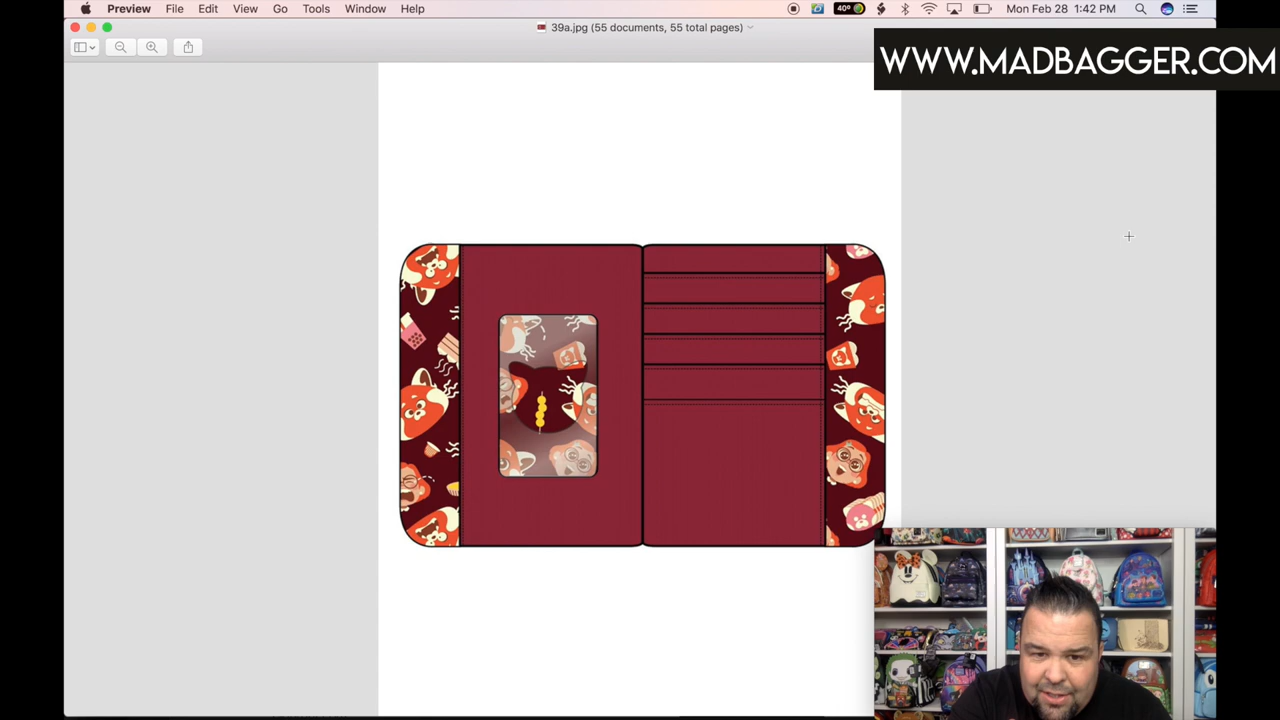 Preview File Edit View Go Tools Window Help 40° Mon Feb 28 1:42 PM
39a.jpg (55 documents, 55 total pages)
WWW.MADBAGGER.COM